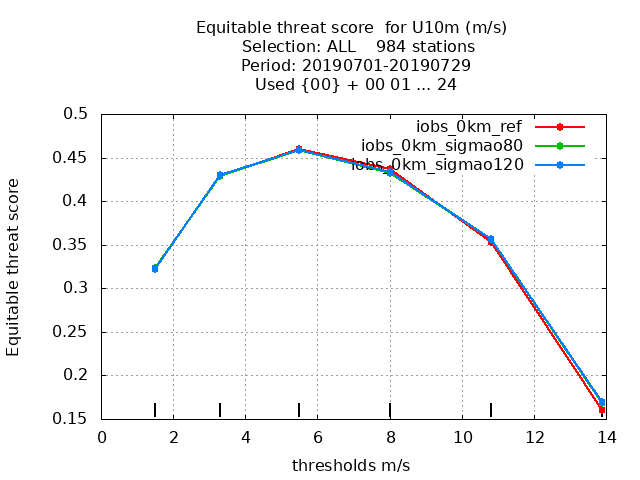 Equitable threat score  for U10m (m/s)
Selection: ALL    984 stations
Period: 20190701-20190729
Used {00} + 00 01 ... 24
Equitable threat score
0.5
0.45
0.4
0.35
0.3
0.25
0.2
0.15
iobs_0km_ref
iobs_0km_sigmao80
iobs_0km_sigmao120
0 2 4 6 8 10 12 14
thresholds m/s